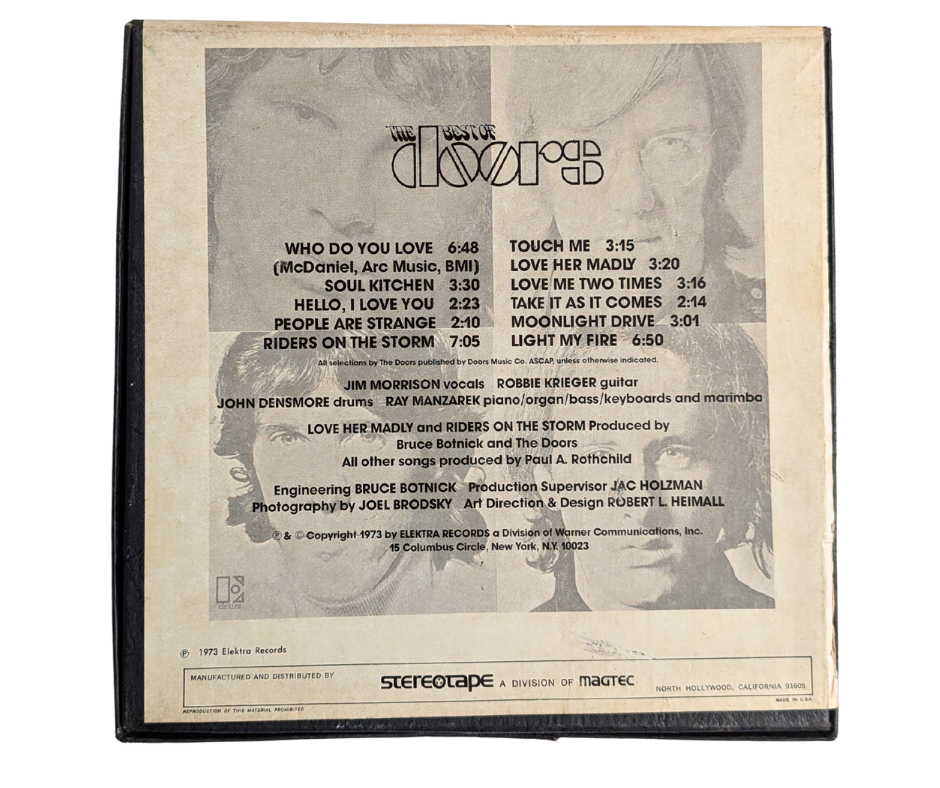 THE BEST OF
doors
WHO DO YOU LOVE 6:48
(McDaniel, Arc Music, BMI)
SOUL KITCHEN 3:30
HELLO, I LOVE YOU 2:23
PEOPLE ARE STRANGE 2:10
RIDERS ON THE STORM 7:05
TOUCH ME 3:15
LOVE HER MADLY 3:20
LOVE ME TWO TIMES 3:16
TAKE IT AS IT COMES 2:14
MOONLIGHT DRIVE 3:01
LIGHT MY FIRE 6:50
All selections by The Doors published by Doors Music Co. ASCAP, unless otherwise indicated.
JIM MORRISON vocals ROBBIE KRIEGER guitar
JOHN DENSMORE drums RAY MANZAREK piano/organ/bass/keyboards and marimba
LOVE HER MADLY and RIDERS ON THE STORM Produced by
Bruce Botnick and The Doors
All other songs produced by Paul A. Rothchild
Engineering BRUCE BOTNICK Production Supervisor JAC HOLZMAN
Photography by JOEL BRODSKY Art Direction & Design ROBERT L. HEIMALL
℗ & © Copyright 1973 by ELEKTRA RECORDS a Division of Warner Communications, Inc.
15 Columbus Circle, New York, N.Y. 10023
elektra
℗ 1973 Elektra Records
MANUFACTURED AND DISTRIBUTED BY STEREOTAPE A DIVISION OF MAGTEC NORTH HOLLYWOOD, CALIFORNIA 91605
REPRODUCTION OF THIS MATERIAL PROHIBITED
MADE IN U.S.A.